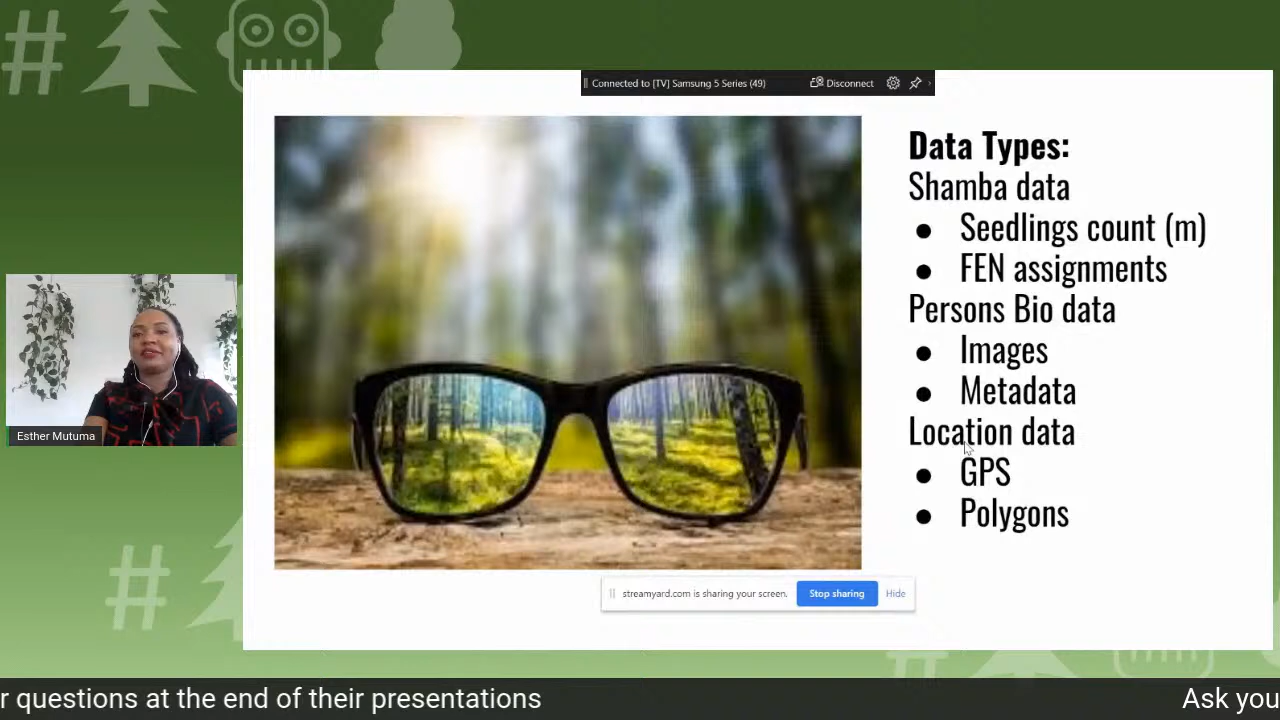 Connected to [TV] Samsung 5 Series (49)
Disconnect
Data Types:
Shamba data
● Seedlings count (m)
● FEN assignments
Persons Bio data
● Images
● Metadata
Location data
● GPS
● Polygons
Esther Mutuma
streamyard.com is sharing your screen.
Stop sharing
Hide
r questions at the end of their presentations
Ask you